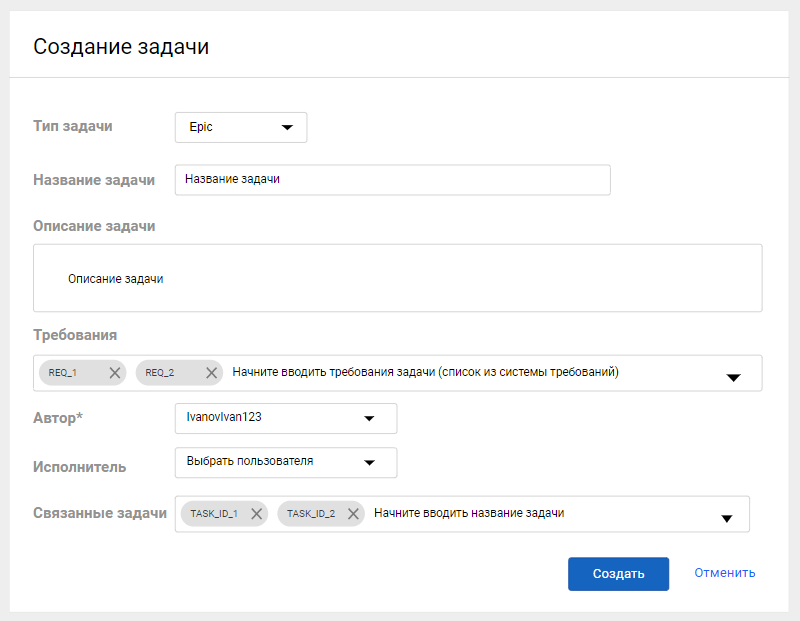 Создание задачи
Тип задачи Epic
Название задачи Название задачи
Описание задачи
Описание задачи
Требования
REQ_1 REQ_2 Начните вводить требования задачи (список из системы требований)
Автор* IvanovIvan123
Исполнитель Выбрать пользователя
Связанные задачи TASK_ID_1 TASK_ID_2 Начните вводить название задачи
Создать Отменить